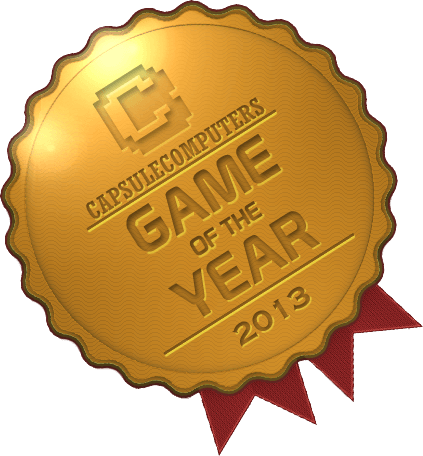 C
CAPSULECOMPUTERS
GAME
OF THE
YEAR
2013